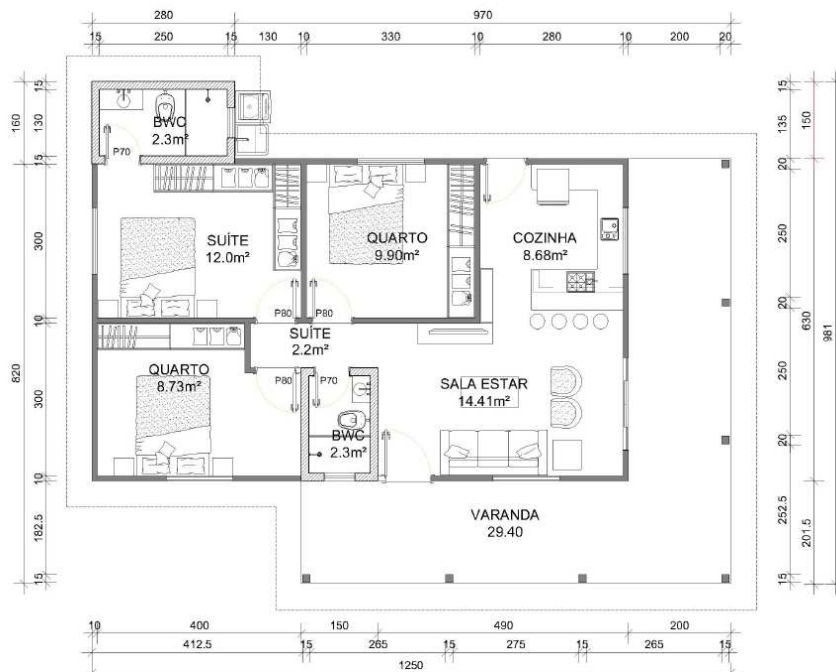 280 970
15 250 15 130 10 330 10 280 10 200 20
160 15 130 15
BWC
2.3m²
P70
15 135 20 150
SUÍTE
12.0m²
QUARTO
9.90m²
COZINHA
8.68m²
300
250
P80 P80
10
20
SUÍTE
2.2m²
820
630 981
QUARTO
8.73m²
P80 P70
SALA ESTAR
14.41m²
300
250
BWC
2.3m²
20
10
VARANDA
29.40
182.5
252.5 201.5
15
15
10 400 150 490 200
412.5 15 265 15 275 15 265 15
1250